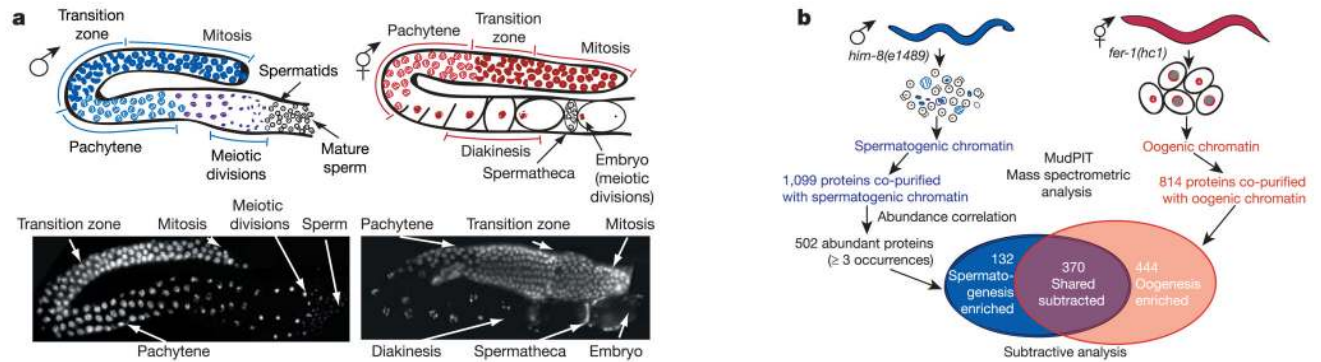 a
Transition
zone
Mitosis
Spermatids
Pachytene
Meiotic
divisions
Mature
sperm
Pachytene
Transition
zone
Mitosis
Diakinesis
Spermatheca
Embryo
(meiotic
divisions)
Transition zone
Mitosis
Meiotic
divisions
Sperm
Pachytene
Pachytene
Transition zone
Mitosis
Diakinesis
Spermatheca
Embryo
b
him-8(e1489)
fer-1(hc1)
Spermatogenic chromatin
Oogenic chromatin
MudPIT
Mass spectrometric
analysis
1,099 proteins co-purified
with spermatogenic chromatin
814 proteins co-purified
with oogenic chromatin
Abundance correlation
502 abundant proteins
(≥ 3 occurrences)
132
Spermato-
genesis
enriched
370
Shared
subtracted
444
Oogenesis
enriched
Subtractive analysis